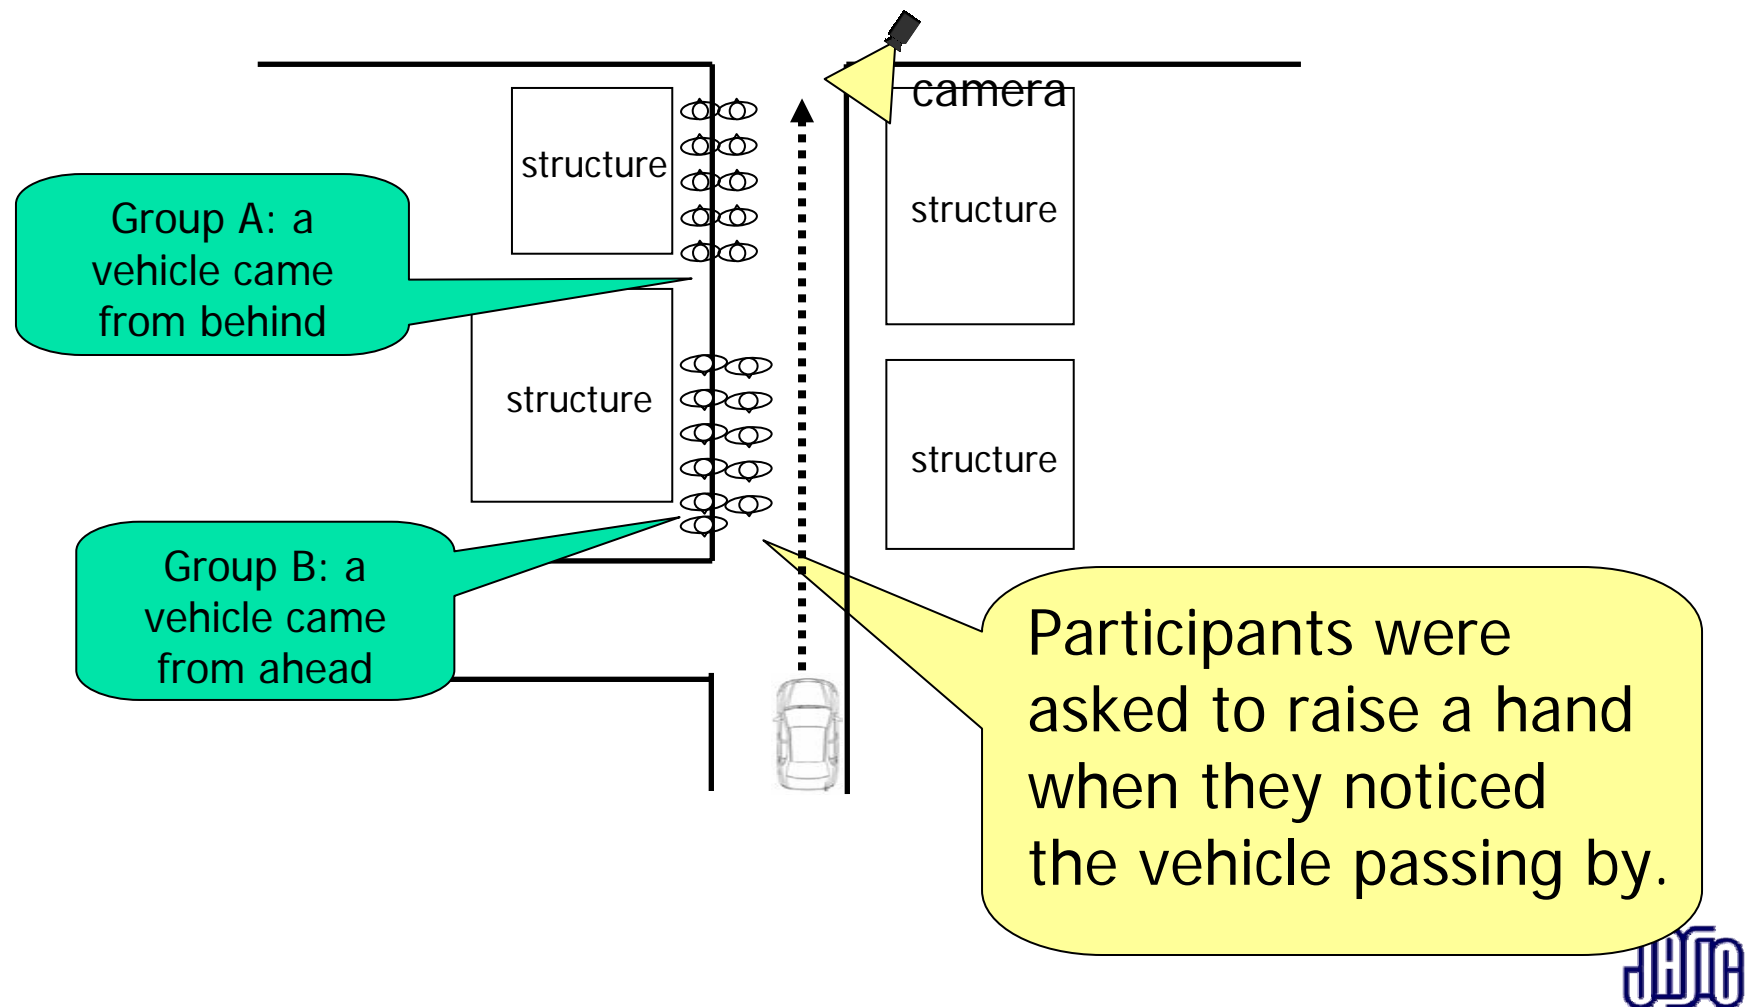 camera
structure
structure
Group A: a
vehicle came
from behind
structure
structure
Group B: a
vehicle came
from ahead
Participants were
asked to raise a hand
when they noticed
the vehicle passing by.
JASIC